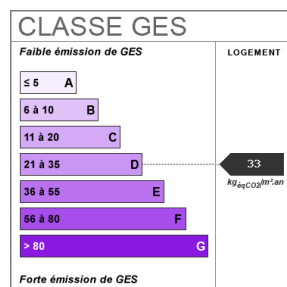 CLASSE GES
Faible émission de GES
LOGEMENT
≤ 5 A
6 à 10 B
11 à 20 C
21 à 35 D
33
kgéqCO2/m².an
36 à 55 E
56 à 80 F
> 80 G
Forte émission de GES